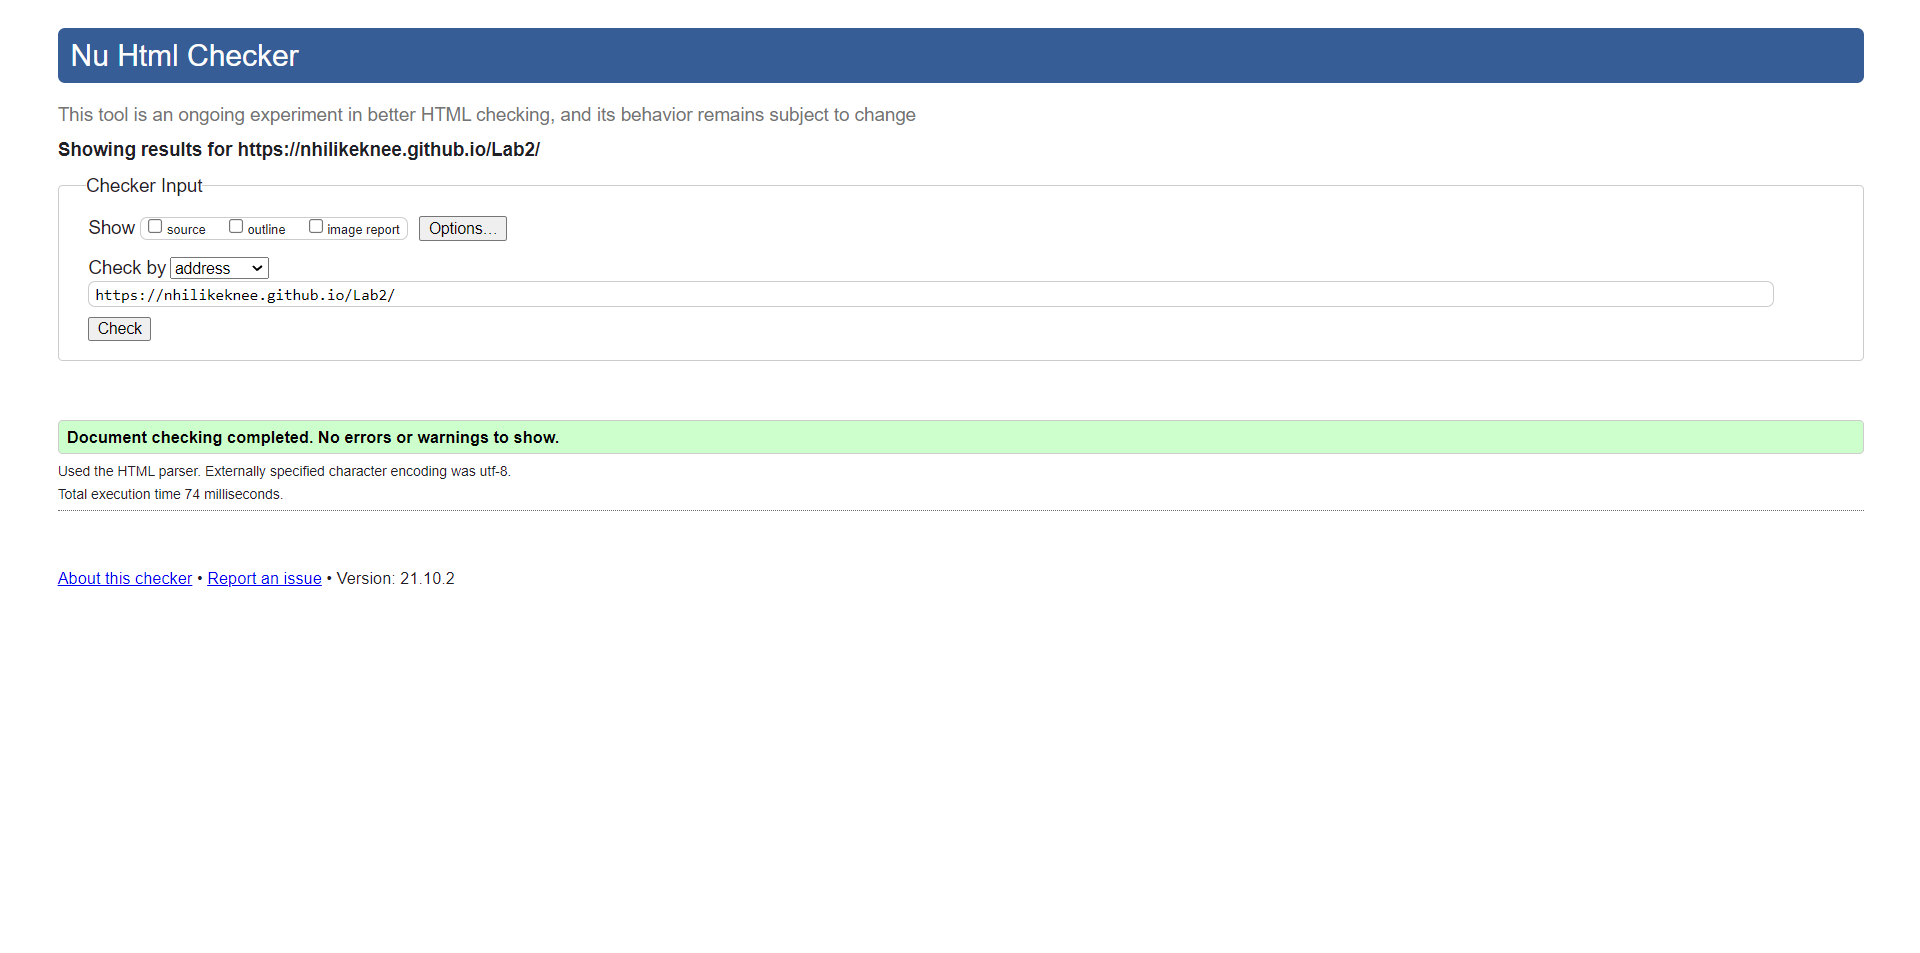 Nu Html Checker
This tool is an ongoing experiment in better HTML checking, and its behavior remains subject to change
Showing results for https://nhilikeknee.github.io/Lab2/
Checker Input
Show source outline image report Options...
Check by address
https://nhilikeknee.github.io/Lab2/
Check
Document checking completed. No errors or warnings to show.
Used the HTML parser. Externally specified character encoding was utf-8.
Total execution time 74 milliseconds.
About this checker • Report an issue • Version: 21.10.2